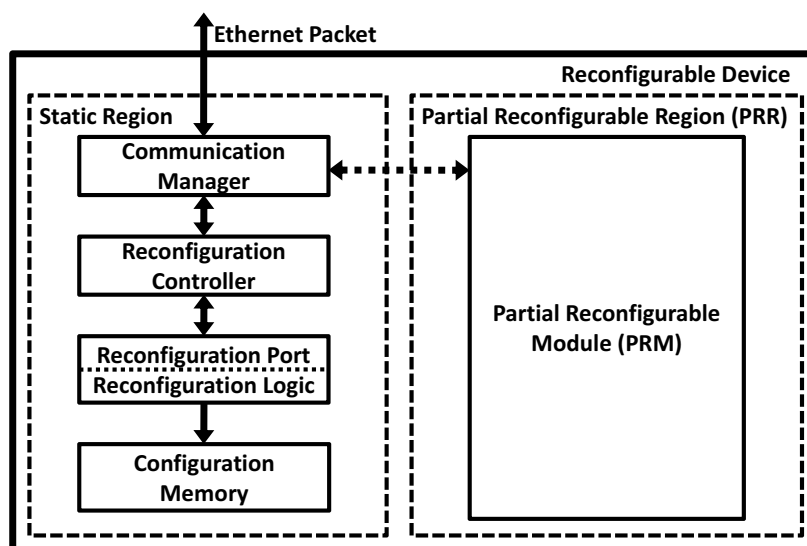 Ethernet Packet
Reconfigurable Device
Static Region
Communication
Manager
Reconfiguration
Controller
Reconfiguration Port
Reconfiguration Logic
Configuration
Memory
Partial Reconfigurable Region (PRR)
Partial Reconfigurable
Module (PRM)